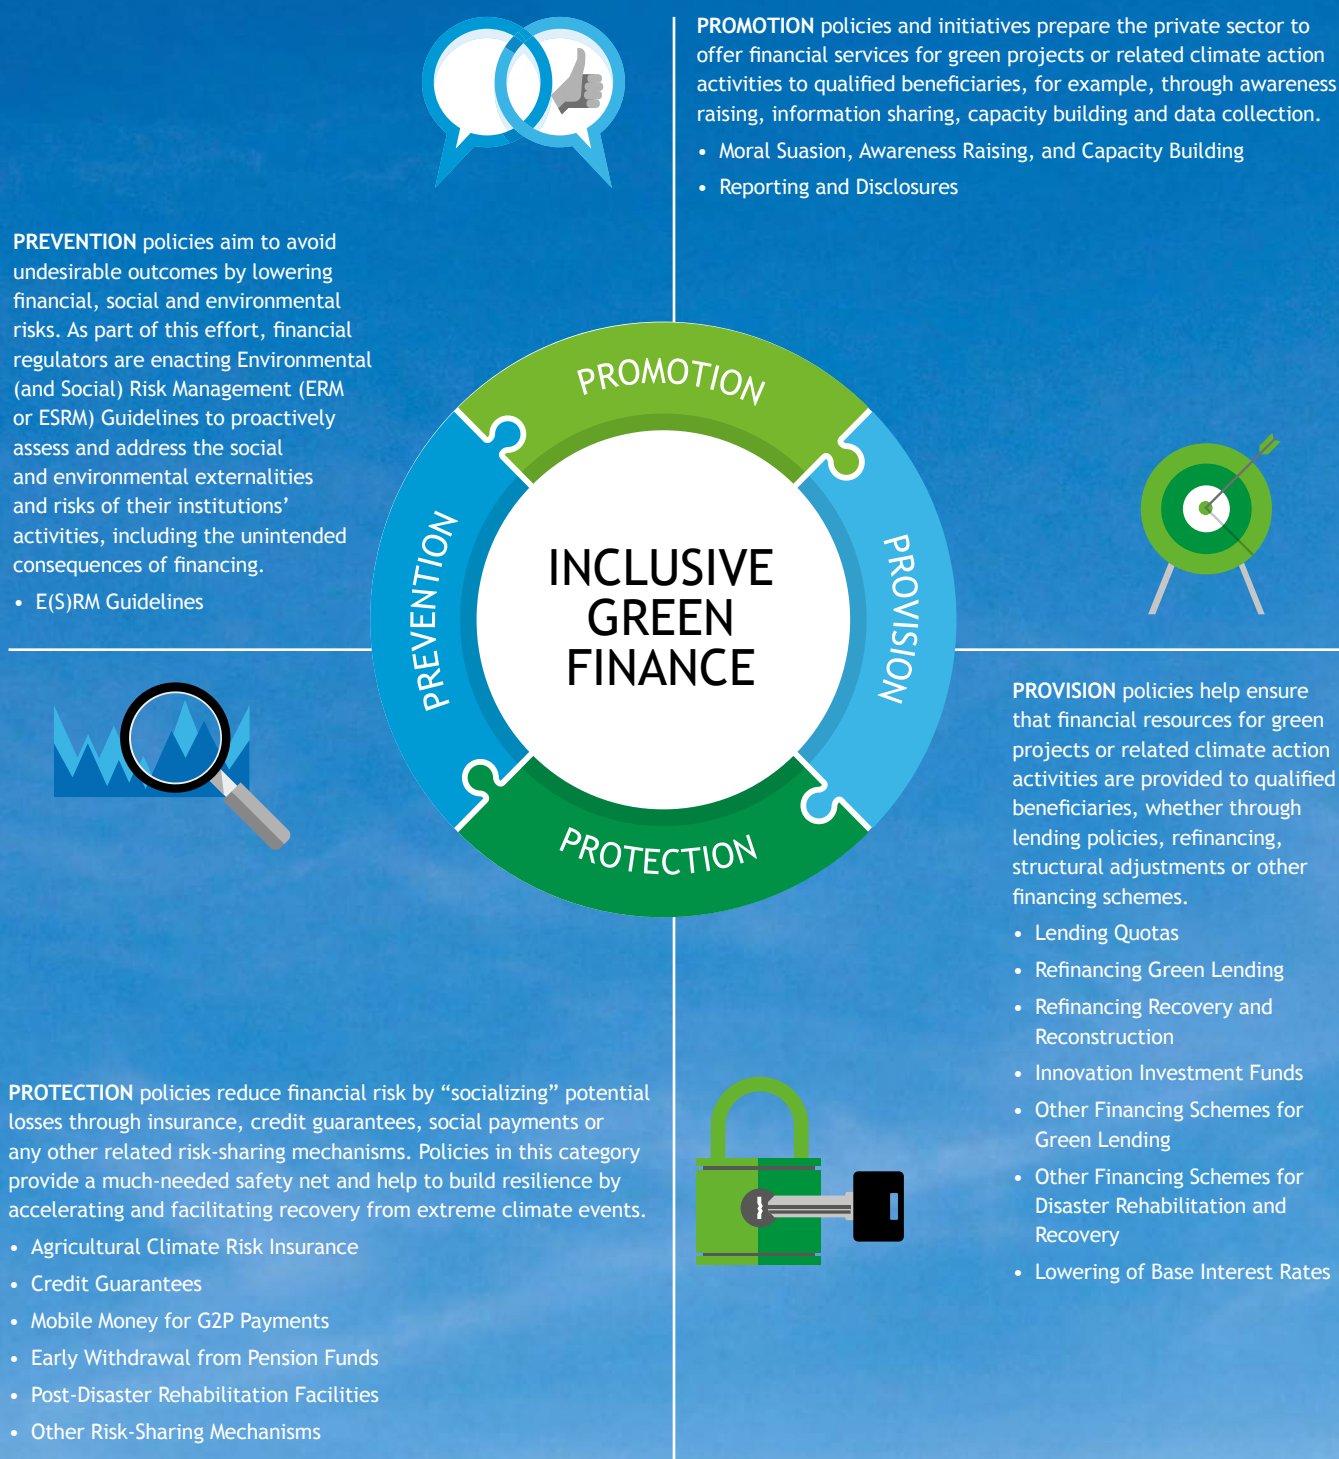 PROMOTION policies and initiatives prepare the private sector to
offer financial services for green projects or related climate action
activities to qualified beneficiaries, for example, through awareness
raising, information sharing, capacity building and data collection.
• Moral Suasion, Awareness Raising, and Capacity Building
• Reporting and Disclosures
PREVENTION policies aim to avoid
undesirable outcomes by lowering
financial, social and environmental
risks. As part of this effort, financial
regulators are enacting Environmental
(and Social) Risk Management (ERM
or ESRM) Guidelines to proactively
assess and address the social
and environmental externalities
and risks of their institutions’
activities, including the unintended
consequences of financing.
• E(S)RM Guidelines
PROMOTION
PREVENTION
INCLUSIVE
GREEN
FINANCE
PROVISION
PROTECTION
PROVISION policies help ensure
that financial resources for green
projects or related climate action
activities are provided to qualified
beneficiaries, whether through
lending policies, refinancing,
structural adjustments or other
financing schemes.
• Lending Quotas
• Refinancing Green Lending
• Refinancing Recovery and
Reconstruction
• Innovation Investment Funds
• Other Financing Schemes for
Green Lending
• Other Financing Schemes for
Disaster Rehabilitation and
Recovery
• Lowering of Base Interest Rates
PROTECTION policies reduce financial risk by “socializing” potential
losses through insurance, credit guarantees, social payments or
any other related risk-sharing mechanisms. Policies in this category
provide a much-needed safety net and help to build resilience by
accelerating and facilitating recovery from extreme climate events.
• Agricultural Climate Risk Insurance
• Credit Guarantees
• Mobile Money for G2P Payments
• Early Withdrawal from Pension Funds
• Post-Disaster Rehabilitation Facilities
• Other Risk-Sharing Mechanisms